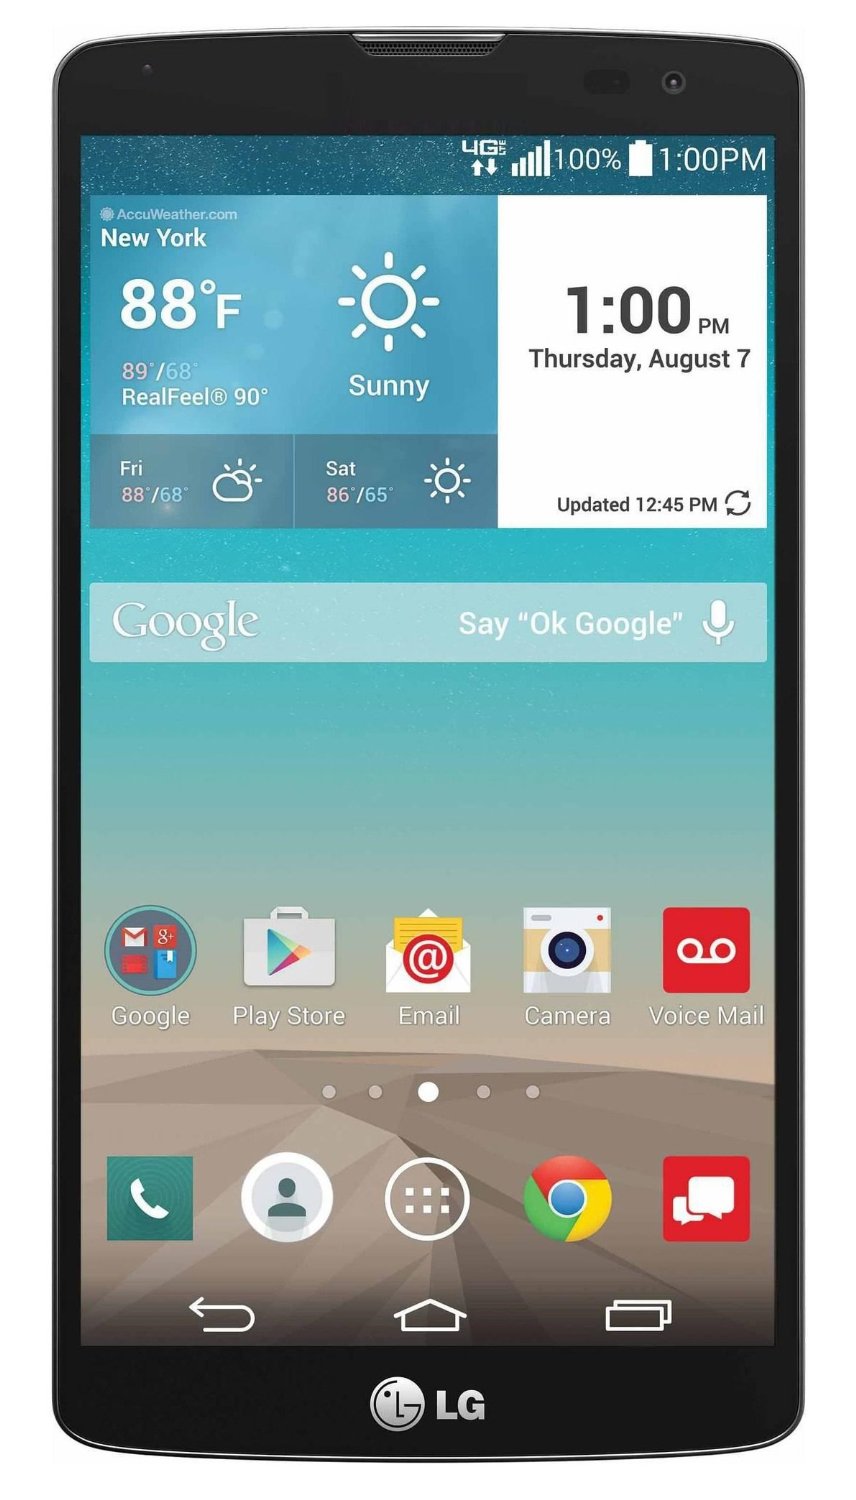 4G LTE 100% 1:00PM
AccuWeather.com
New York
88°F
89°/68°
RealFeel® 90°
Sunny
1:00 PM
Thursday, August 7
Fri
88°/68°
Sat
86°/65°
Updated 12:45 PM
Google Say “Ok Google”
8+
Google Play Store Email Camera Voice Mail
LG